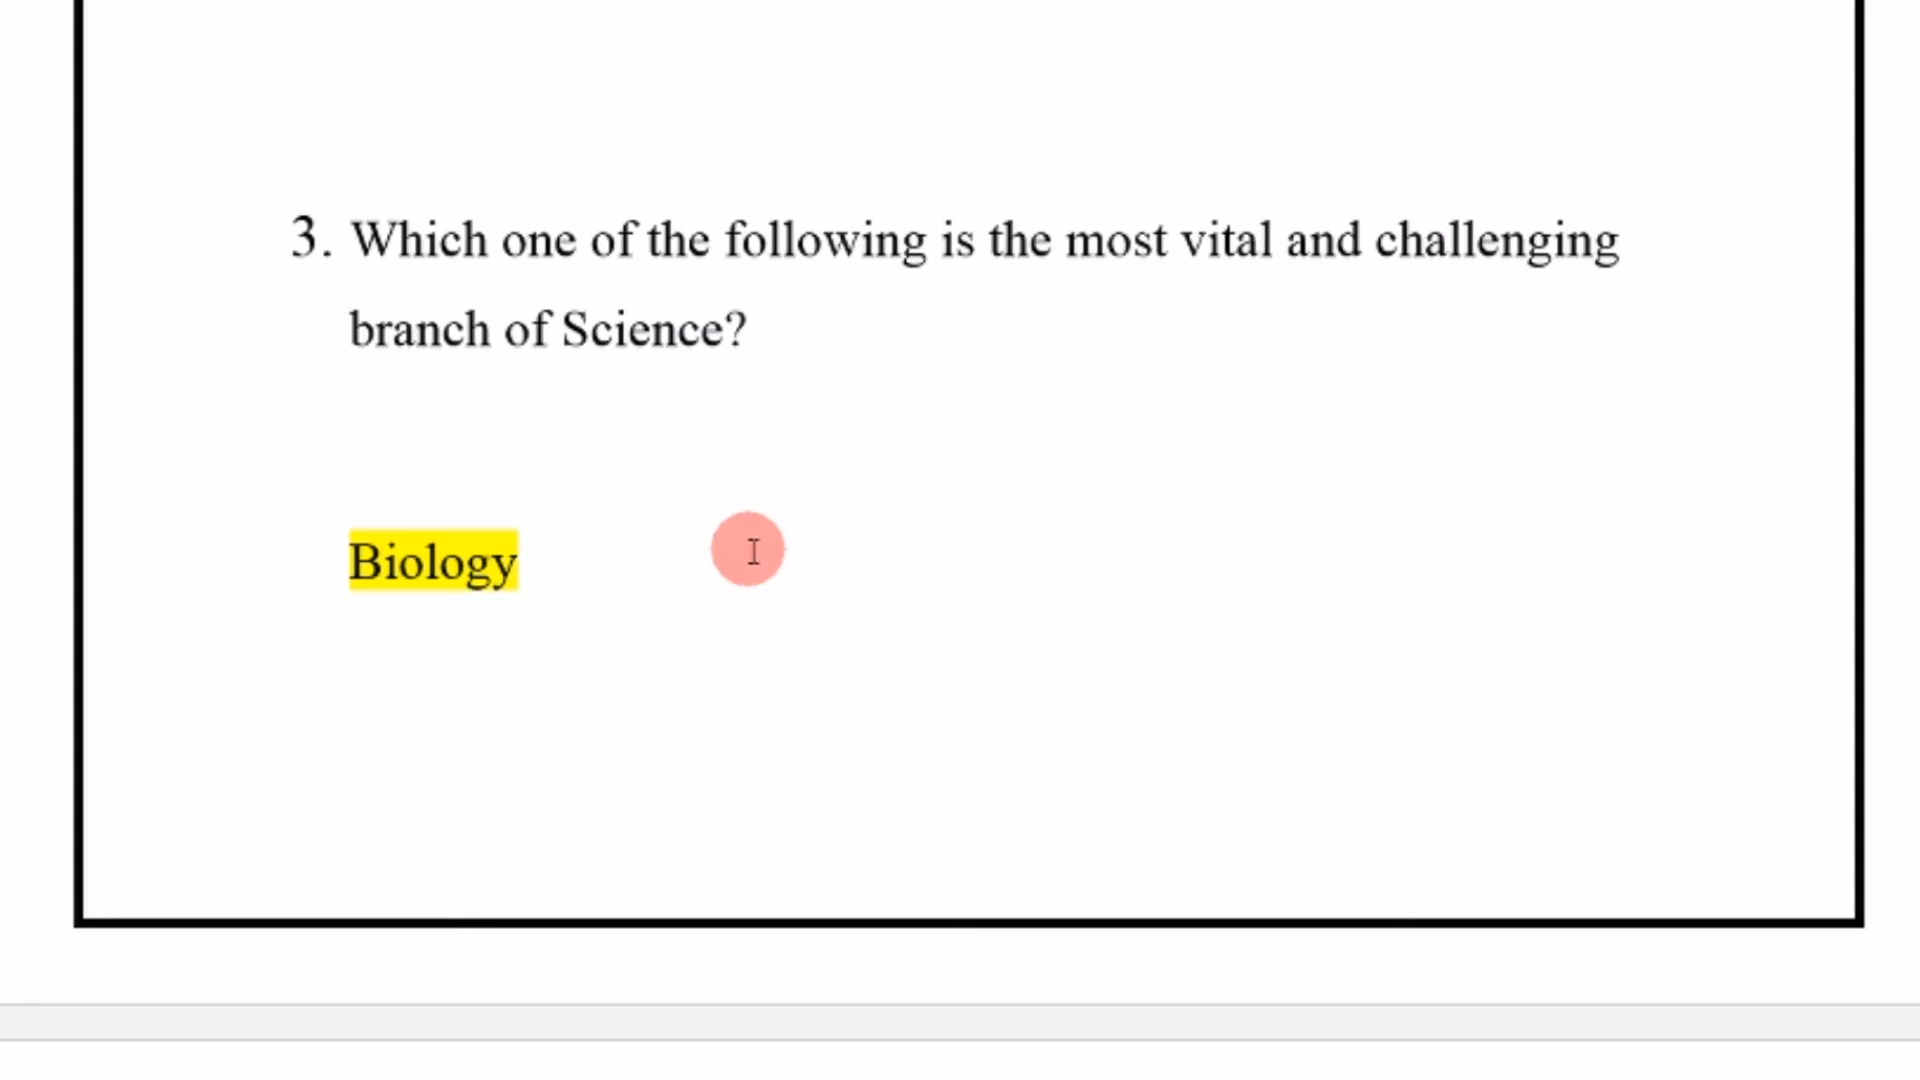 3. Which one of the following is the most vital and challenging
branch of Science?
Biology